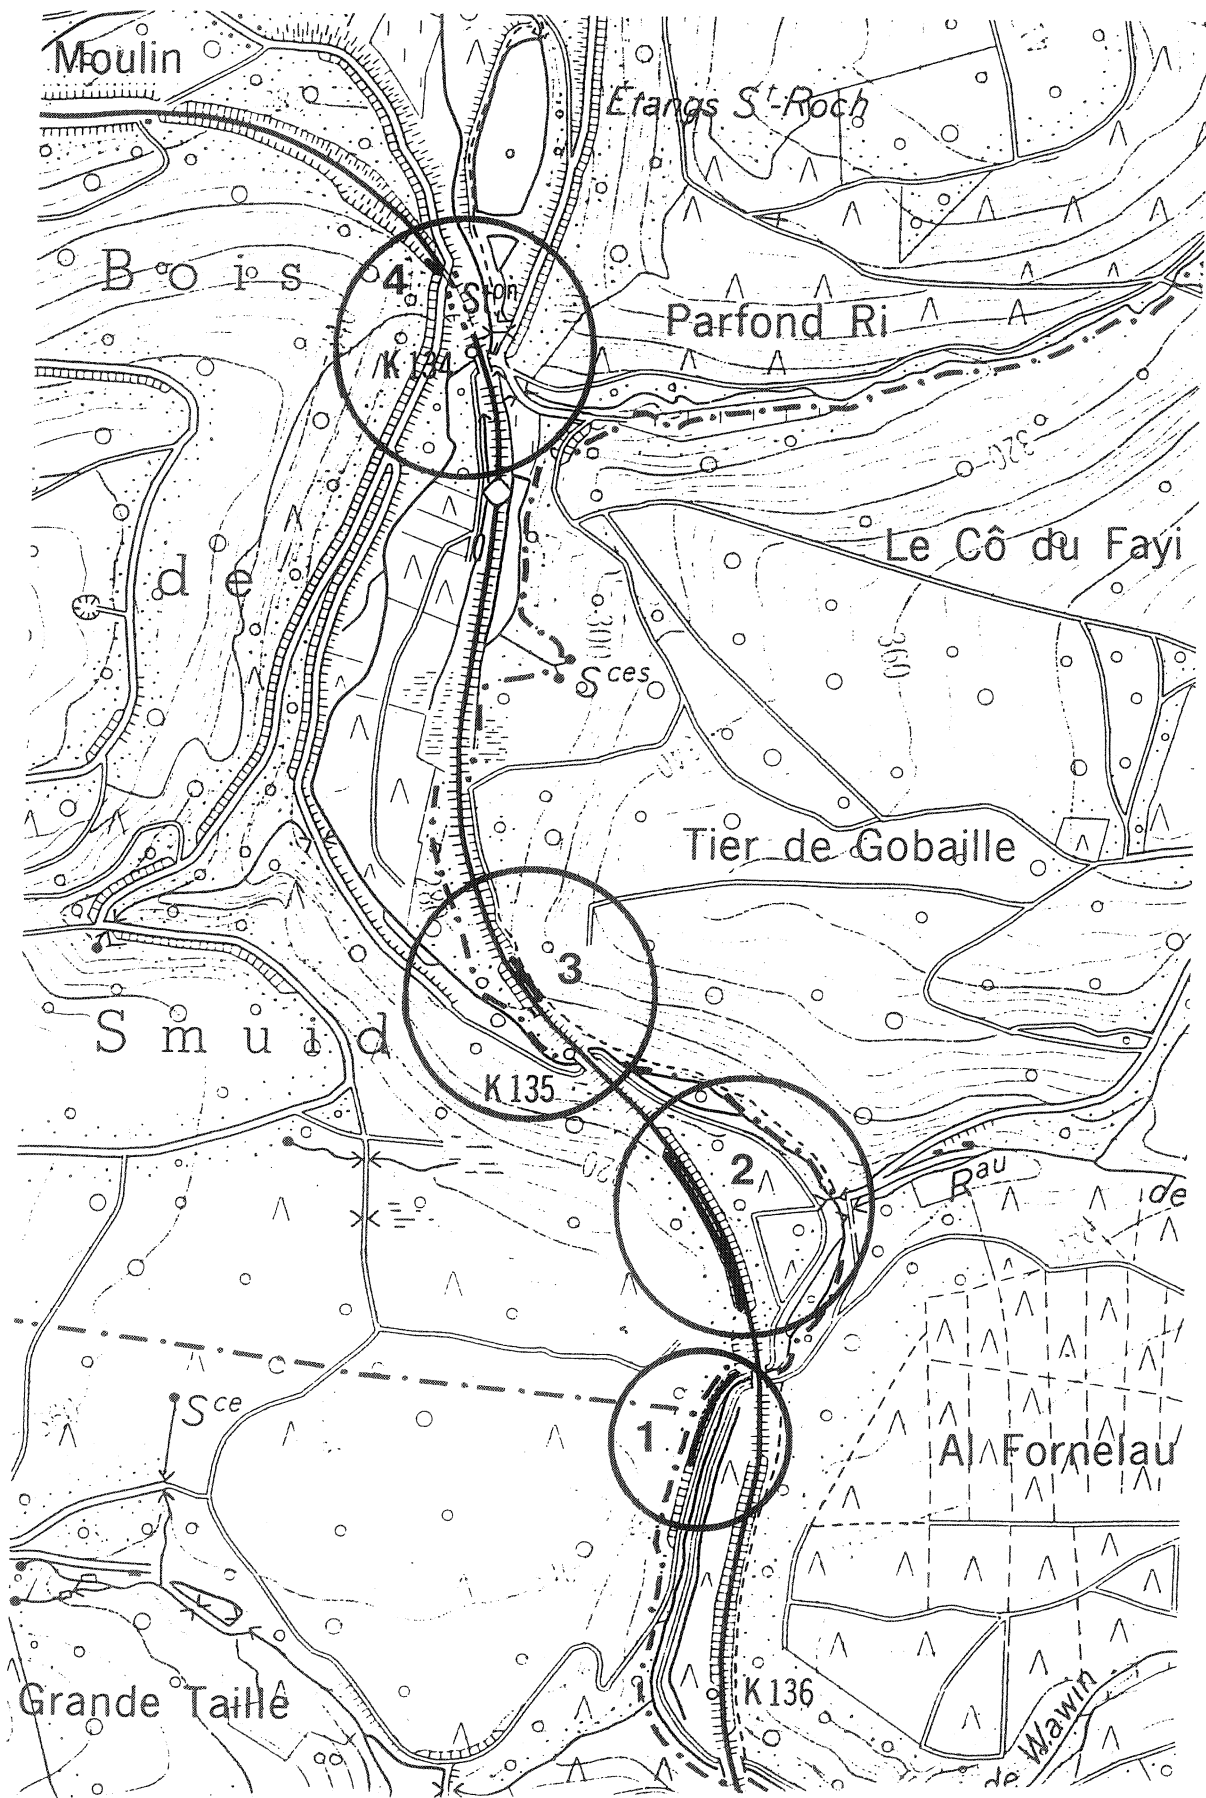 Moulin
Étangs St-Roch
Bois
4
Ston
Parfond Ri
K 134
320
Le Cô du Fayi
de
300
Sces
360
Tier de Gobaille
3
Smuid
K 135
2
Rau
de
Sce
1
Al Fornelau
Grande Taille
K 136
de Wawin